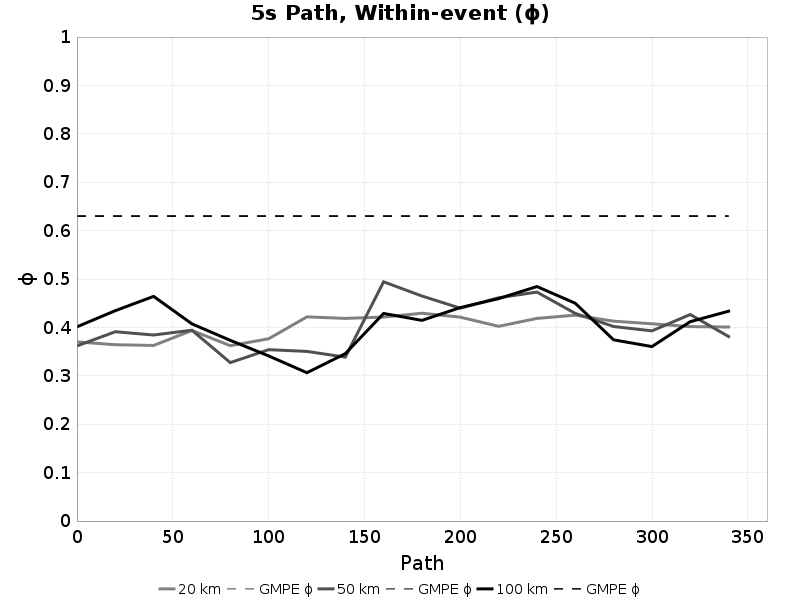 5s Path, Within-event (ϕ)
1
0.9
0.8
0.7
0.6
0.5
0.4
0.3
0.2
0.1
0
ϕ
0 50 100 150 200 250 300 350
Path
20 km GMPE ϕ 50 km GMPE ϕ 100 km GMPE ϕ